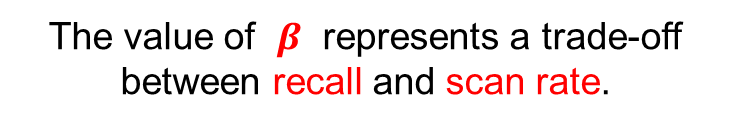 The value of β represents a trade-off
between recall and scan rate.